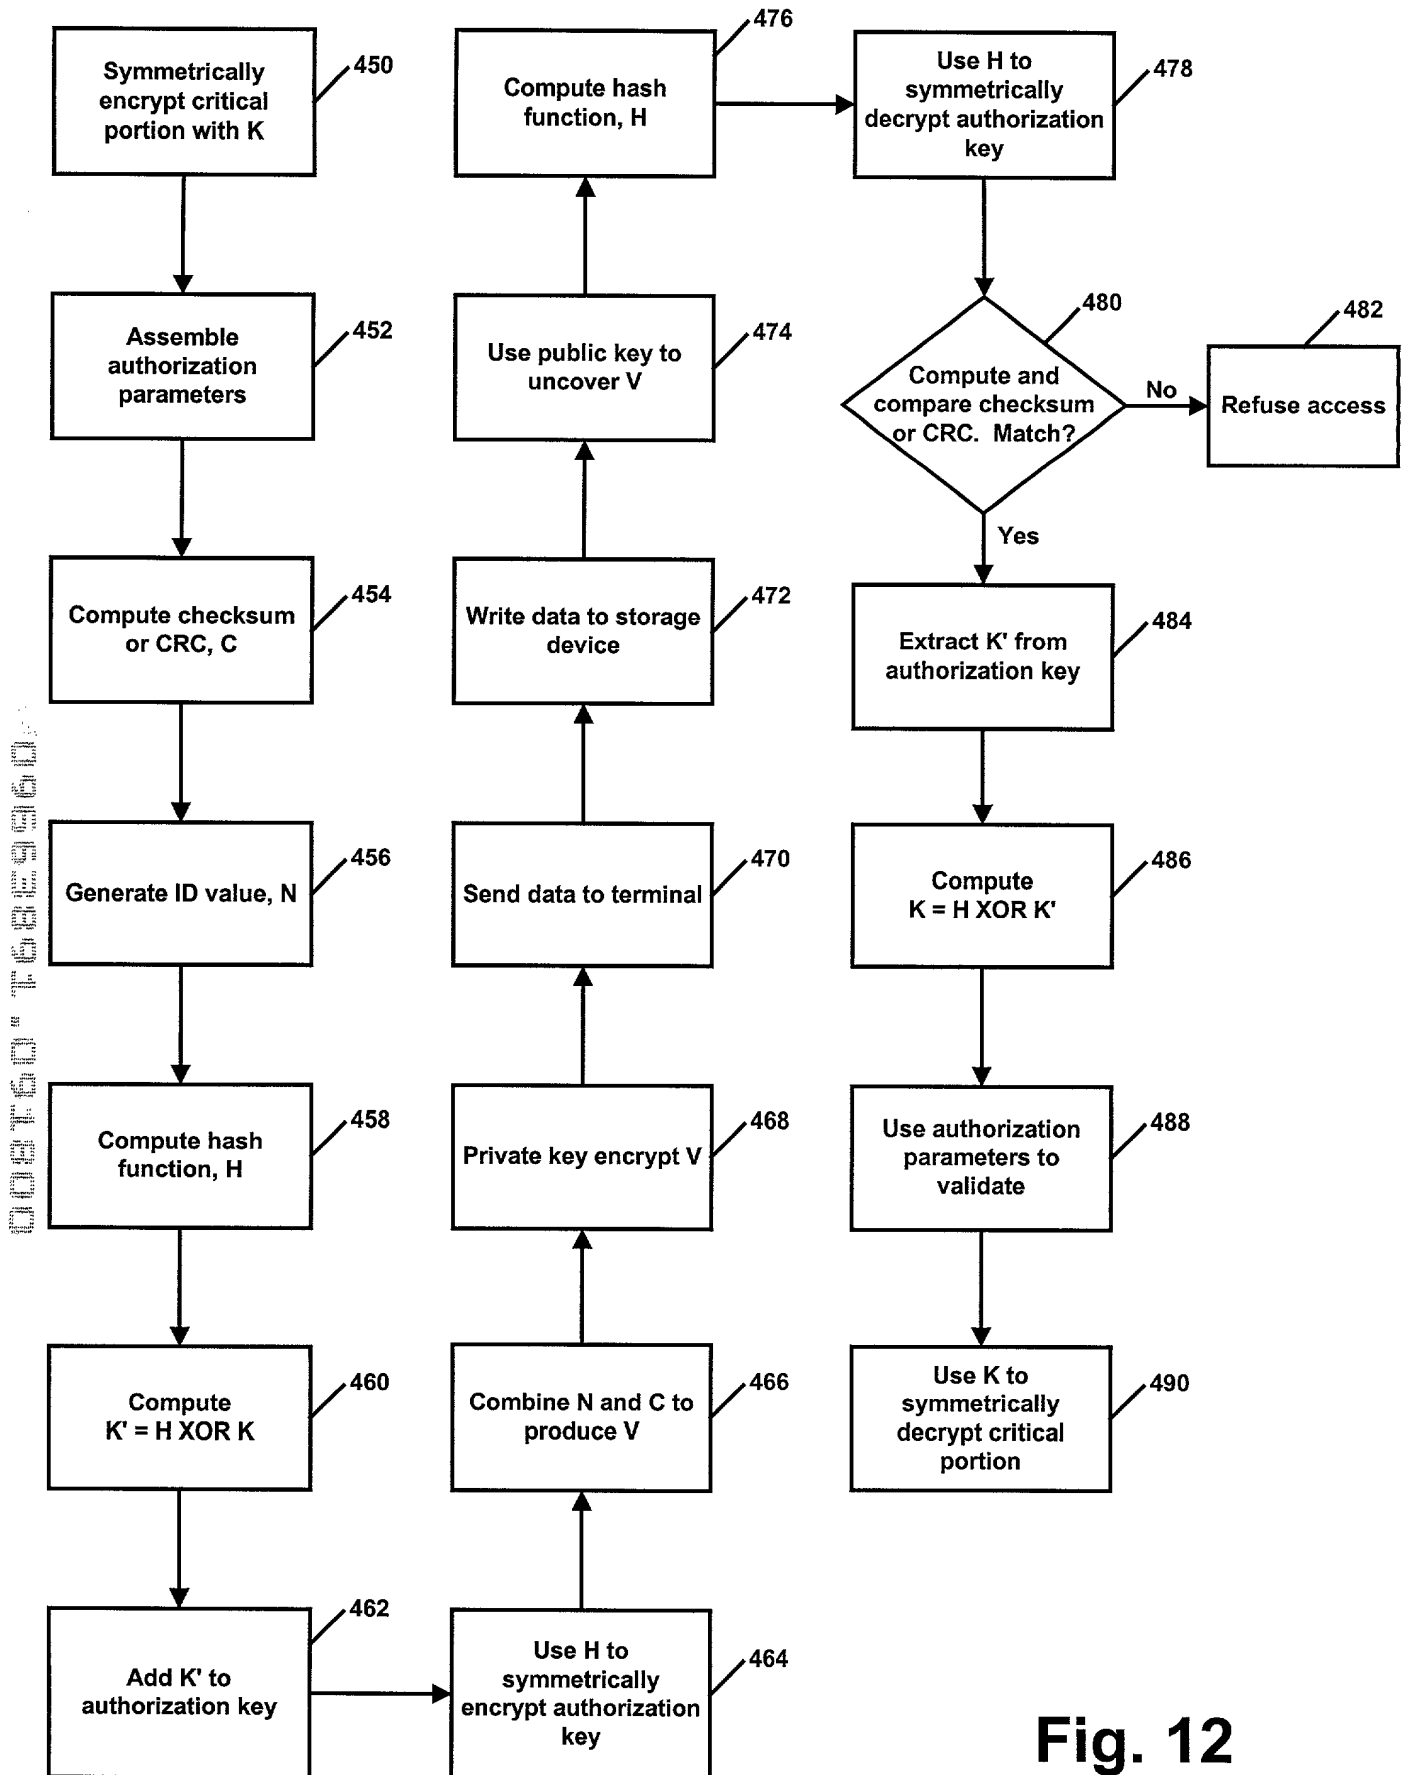 Symmetrically
encrypt critical
portion with K
450
Assemble
authorization
parameters
452
Compute checksum
or CRC, C
454
Generate ID value, N
456
Compute hash
function, H
458
Compute
K' = H XOR K
460
Add K' to
authorization key
462
Use H to
symmetrically
encrypt authorization
key
464
Combine N and C to
produce V
466
Private key encrypt V
468
Send data to terminal
470
Write data to storage
device
472
Use public key to
uncover V
474
Compute hash
function, H
476
Use H to
symmetrically
decrypt authorization
key
478
Compute and
compare checksum
or CRC. Match?
480
No
Refuse access
482
Yes
Extract K' from
authorization key
484
Compute
K = H XOR K'
486
Use authorization
parameters to
validate
488
Use K to
symmetrically
decrypt critical
portion
490
Fig. 12